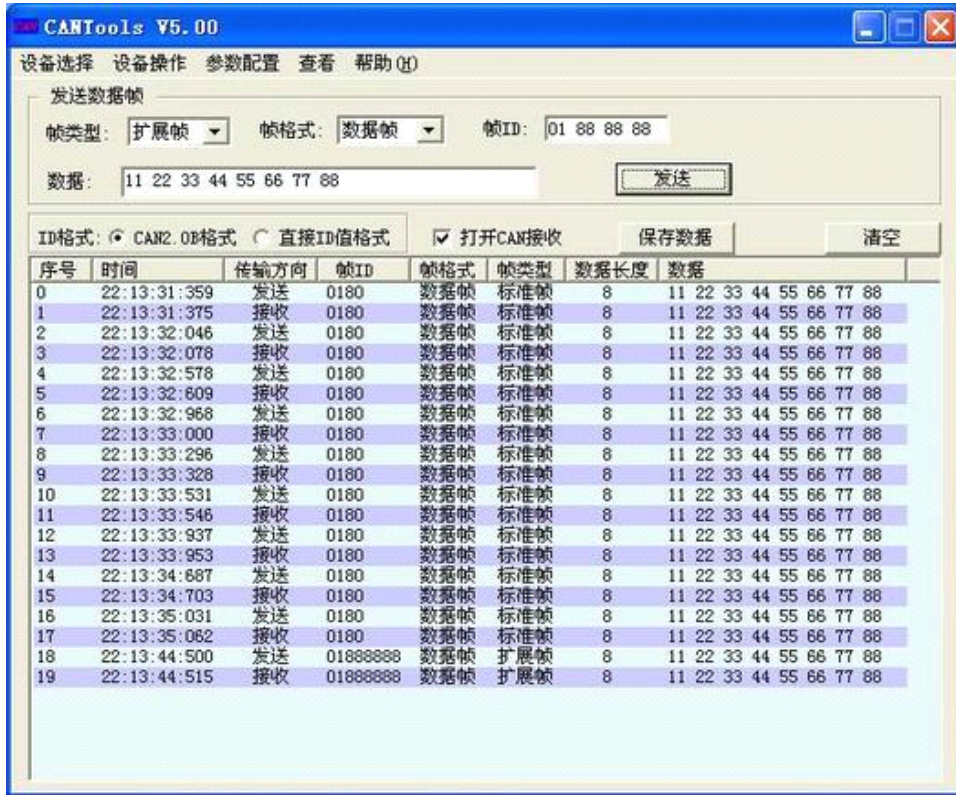 CAN CANTools V5.00
设备选择 设备操作 参数配置 查看 帮助(H)
发送数据帧
帧类型: 扩展帧 帧格式: 数据帧 帧ID: 01 88 88 88
数据: 11 22 33 44 55 66 77 88 发送
ID格式: CAN2.0B格式 直接ID值格式 打开CAN接收 保存数据 清空
序号 时间 传输方向 帧ID 帧格式 帧类型 数据长度 数据
0 22:13:31:359 发送 0180 数据帧 标准帧 8 11 22 33 44 55 66 77 88
1 22:13:31:375 接收 0180 数据帧 标准帧 8 11 22 33 44 55 66 77 88
2 22:13:32:046 发送 0180 数据帧 标准帧 8 11 22 33 44 55 66 77 88
3 22:13:32:078 接收 0180 数据帧 标准帧 8 11 22 33 44 55 66 77 88
4 22:13:32:578 发送 0180 数据帧 标准帧 8 11 22 33 44 55 66 77 88
5 22:13:32:609 接收 0180 数据帧 标准帧 8 11 22 33 44 55 66 77 88
6 22:13:32:968 发送 0180 数据帧 标准帧 8 11 22 33 44 55 66 77 88
7 22:13:33:000 接收 0180 数据帧 标准帧 8 11 22 33 44 55 66 77 88
8 22:13:33:296 发送 0180 数据帧 标准帧 8 11 22 33 44 55 66 77 88
9 22:13:33:328 接收 0180 数据帧 标准帧 8 11 22 33 44 55 66 77 88
10 22:13:33:531 发送 0180 数据帧 标准帧 8 11 22 33 44 55 66 77 88
11 22:13:33:546 接收 0180 数据帧 标准帧 8 11 22 33 44 55 66 77 88
12 22:13:33:937 发送 0180 数据帧 标准帧 8 11 22 33 44 55 66 77 88
13 22:13:33:953 接收 0180 数据帧 标准帧 8 11 22 33 44 55 66 77 88
14 22:13:34:687 发送 0180 数据帧 标准帧 8 11 22 33 44 55 66 77 88
15 22:13:34:703 接收 0180 数据帧 标准帧 8 11 22 33 44 55 66 77 88
16 22:13:35:031 发送 0180 数据帧 标准帧 8 11 22 33 44 55 66 77 88
17 22:13:35:062 接收 0180 数据帧 标准帧 8 11 22 33 44 55 66 77 88
18 22:13:44:500 发送 01888888 数据帧 扩展帧 8 11 22 33 44 55 66 77 88
19 22:13:44:515 接收 01888888 数据帧 扩展帧 8 11 22 33 44 55 66 77 88